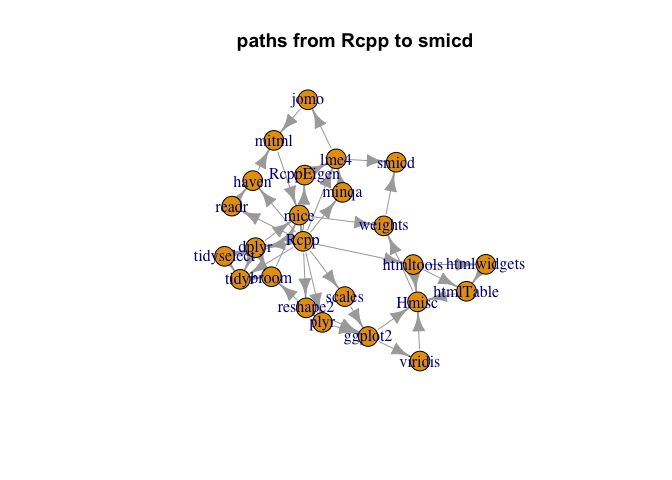 paths from Rcpp to smicd
jomo
mitml
lme4
smicd
RcppEigen
haven
minqa
readr
mice
weights
Rcpp
dplyr
tidyselect
htmltools
htmlwidgets
tidyr
broom
htmlTable
scales
Hmisc
reshape2
plyr
ggplot2
viridis